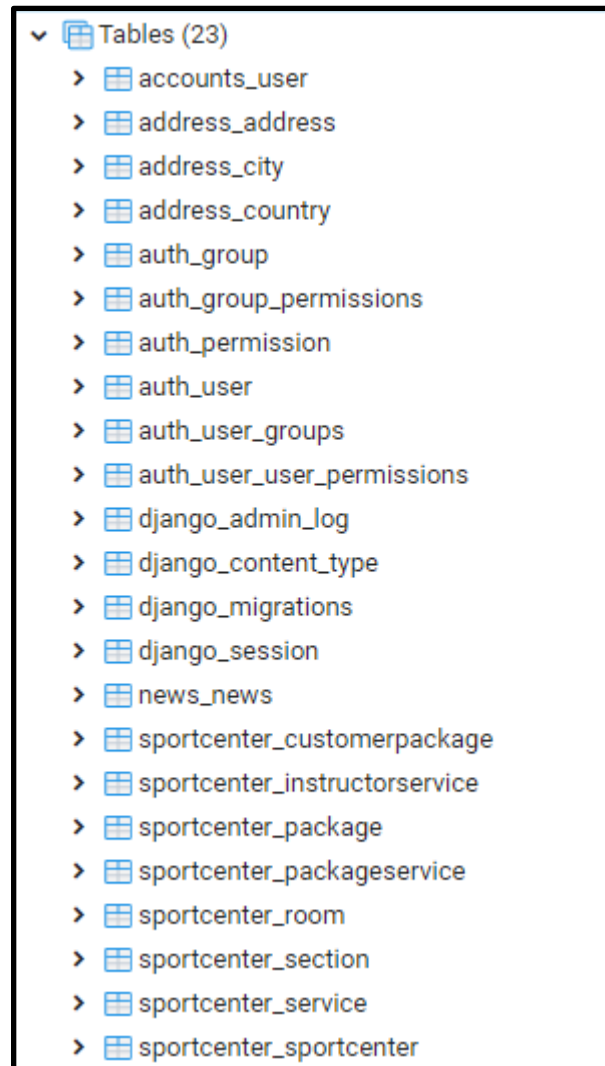 Tables (23)
accounts_user
address_address
address_city
address_country
auth_group
auth_group_permissions
auth_permission
auth_user
auth_user_groups
auth_user_user_permissions
django_admin_log
django_content_type
django_migrations
django_session
news_news
sportcenter_customerpackage
sportcenter_instructorservice
sportcenter_package
sportcenter_packageservice
sportcenter_room
sportcenter_section
sportcenter_service
sportcenter_sportcenter